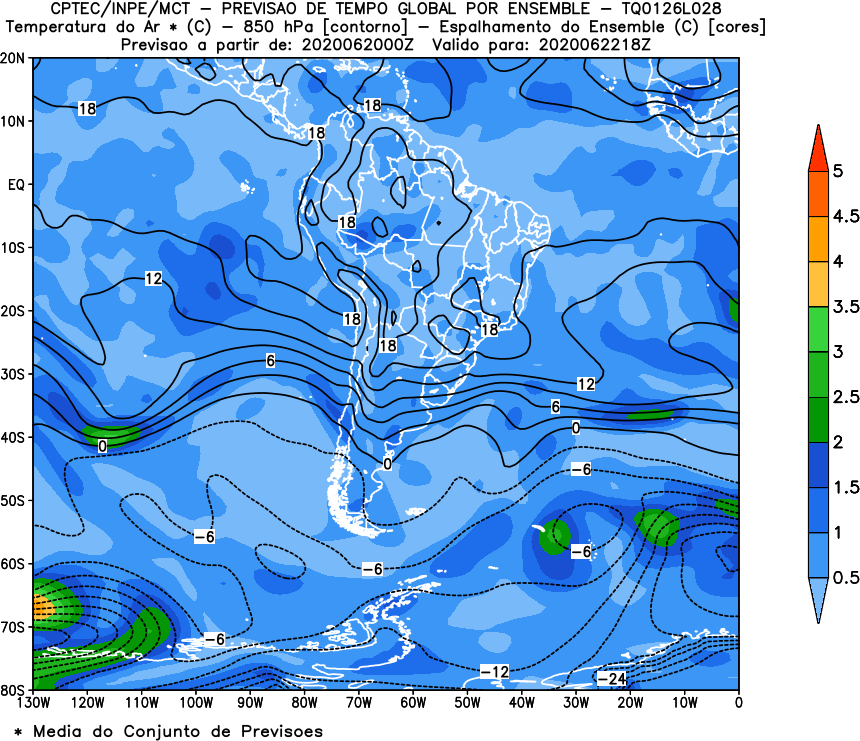 CPTEC/INPE/MCT – PREVISAO DE TEMPO GLOBAL POR ENSEMBLE – TQ0126L028
Temperatura do Ar * (C) – 850 hPa [contorno] – Espalhamento do Ensemble (C) [cores]
Previsao a partir de: 2020062000Z Valido para: 2020062218Z
20N
18
18
10N
18
5
EQ
4.5
18
10S
4
12
3.5
20S
18
18
18
3
6
30S
12
2.5
6
0
2
40S
0
0
–6
1.5
50S
–6
–6
1
60S
–6
0.5
70S
–6
–12
–24
80S
130W 120W 110W 100W 90W 80W 70W 60W 50W 40W 30W 20W 10W 0
* Media do Conjunto de Previsoes